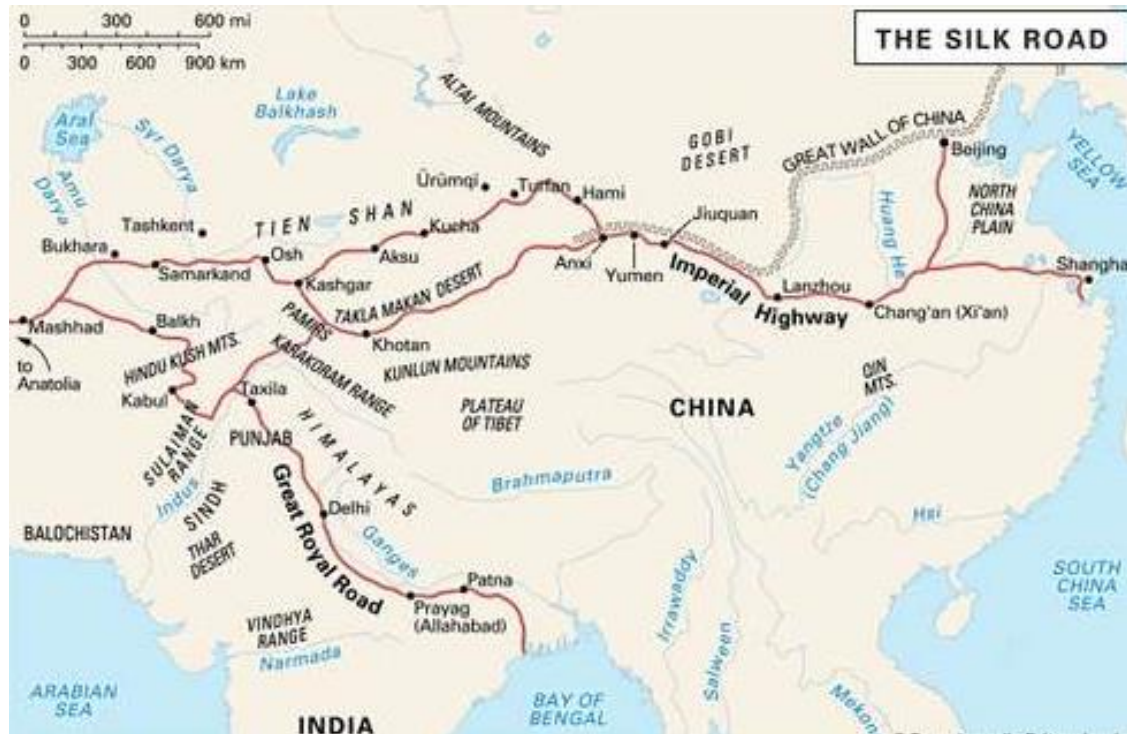 0 300 600 mi
0 300 600 900 km
THE SILK ROAD
Lake
Balkhash
ALTAI MOUNTAINS
Aral
Sea
Syr Darya
Amu
Darya
GOBI
DESERT
GREAT WALL OF CHINA
Beijing
YELLOW
SEA
Ürümqi
Turfan
Hami
NORTH
CHINA
PLAIN
Huang He
Tashkent
TIEN SHAN
Kucha
Jiuquan
Bukhara
Osh
Aksu
Samarkand
Kashgar
Anxi
Yumen
Imperial Highway
Lanzhou
Shangha
TAKLA MAKAN DESERT
Chang'an (Xi'an)
Mashhad
Balkh
PAMIRS
Khotan
to
Anatolia
HINDU KUSH MTS.
KARAKORAM RANGE
KUNLUN MOUNTAINS
QIN
MTS.
Kabul
Taxila
PLATEAU
OF TIBET
CHINA
SULAIMAN
RANGE
PUNJAB
HIMALAYAS
Yangtze
(Chang Jiang)
Indus
SINDH
Great Royal Road
Brahmaputra
Delhi
BALOCHISTAN
THAR
DESERT
Ganges
Hsi
Patna
Prayag
(Allahabad)
SOUTH
CHINA
SEA
VINDHYA
RANGE
Narmada
Irrawaddy
Salween
ARABIAN
SEA
INDIA
BAY OF
BENGAL
Mekon